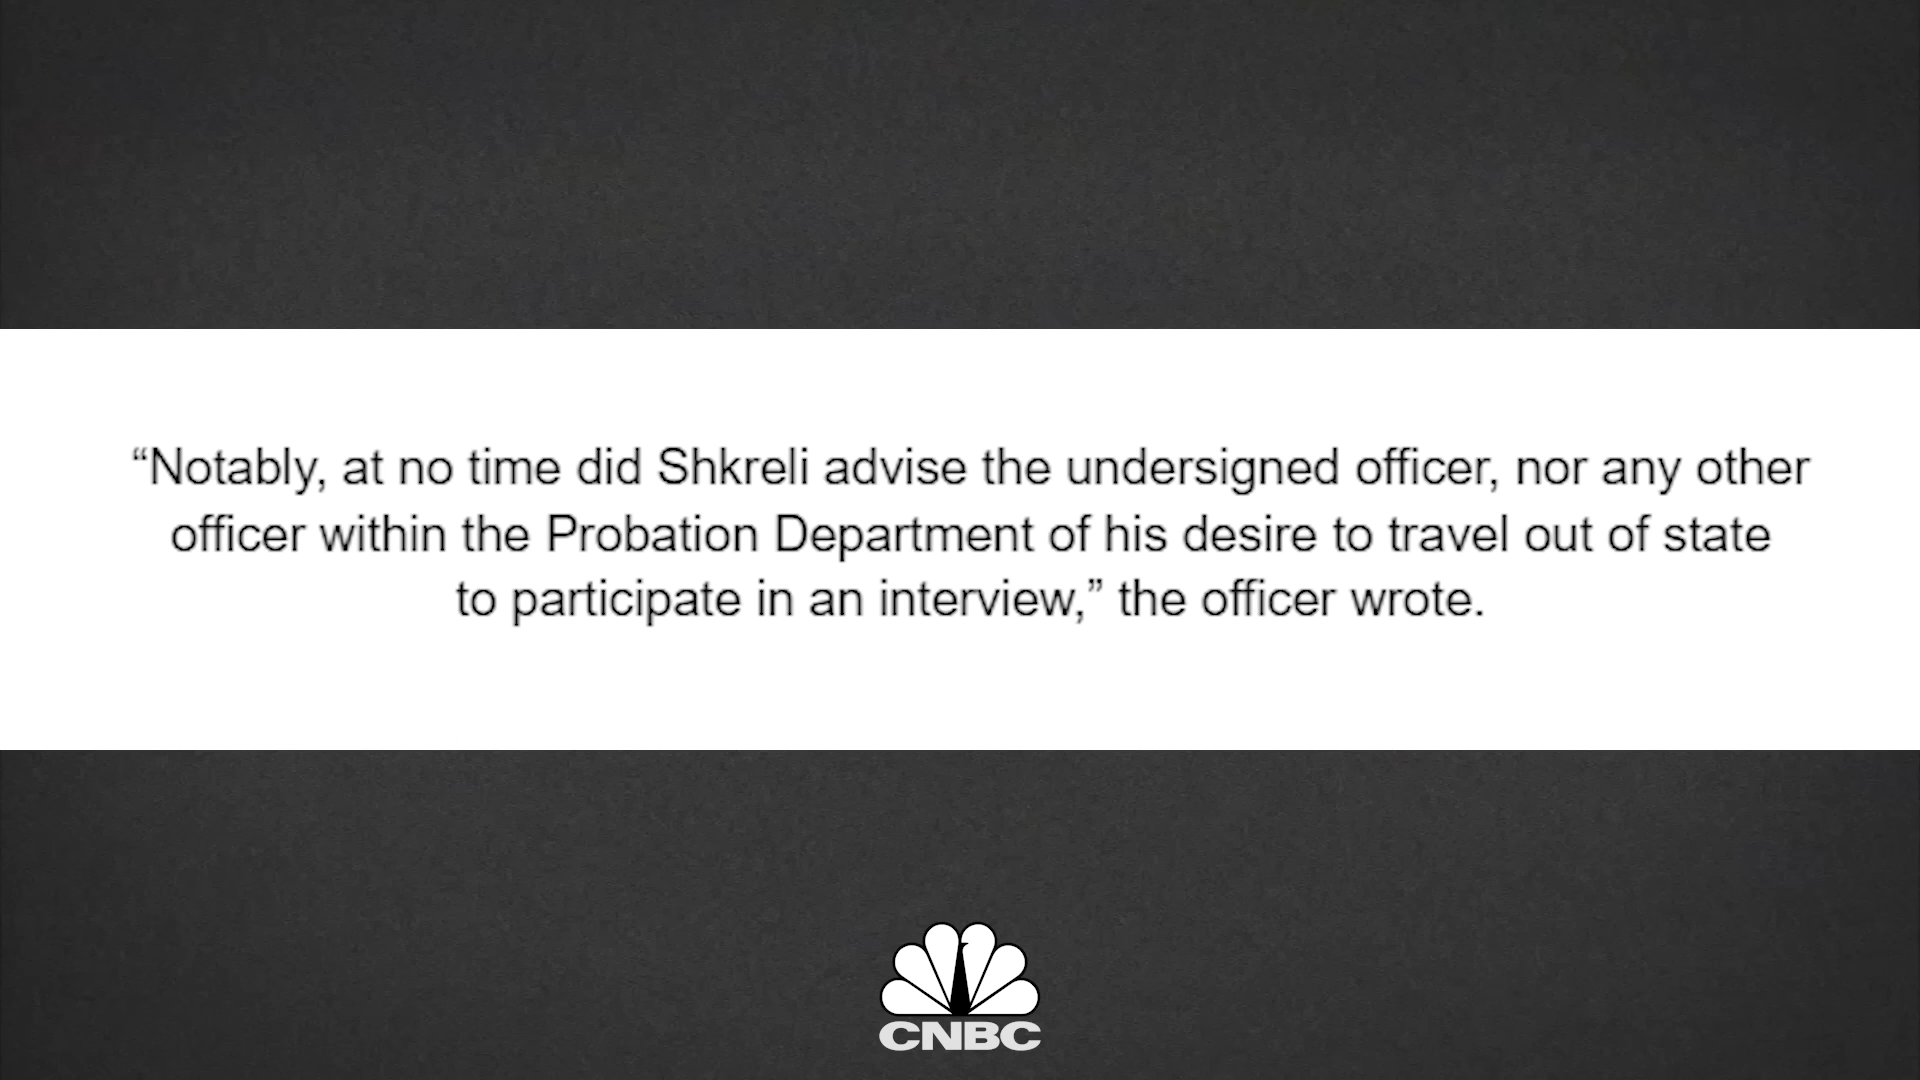 “Notably, at no time did Shkreli advise the undersigned officer, nor any other
officer within the Probation Department of his desire to travel out of state
to participate in an interview,” the officer wrote.
CNBC